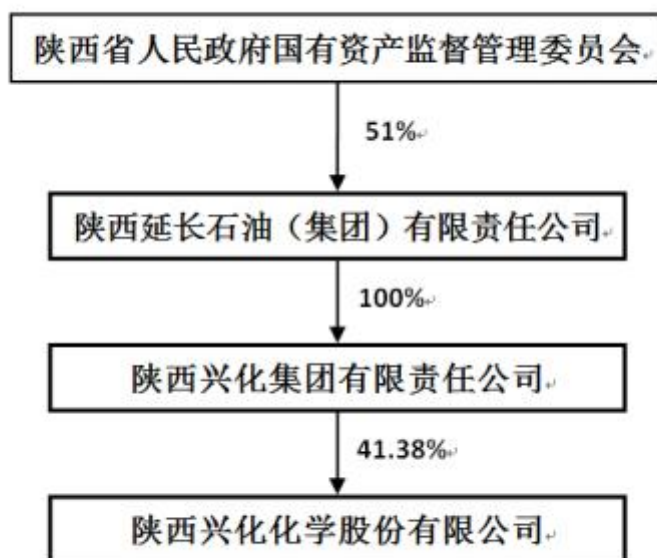 陕西省人民政府国有资产监督管理委员会
51%
陕西延长石油（集团）有限责任公司
100%
陕西兴化集团有限责任公司
41.38%
陕西兴化化学股份有限公司